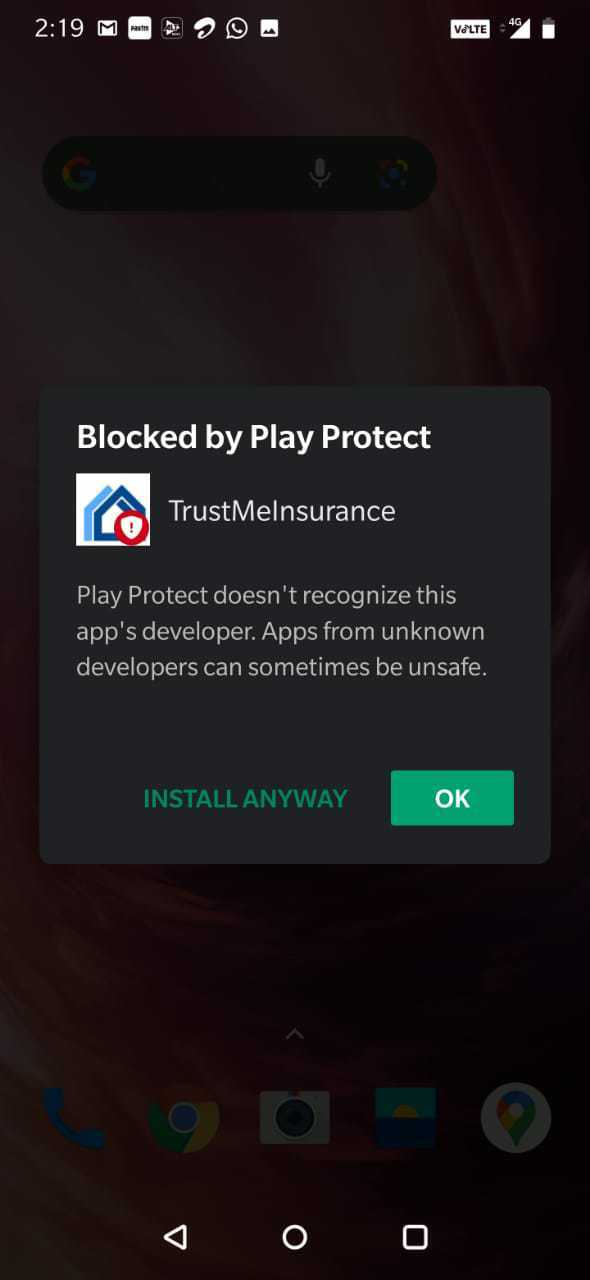 2:19 Paytm VoLTE 4G
Blocked by Play Protect
TrustMeInsurance
Play Protect doesn't recognize this
app's developer. Apps from unknown
developers can sometimes be unsafe.
INSTALL ANYWAY OK